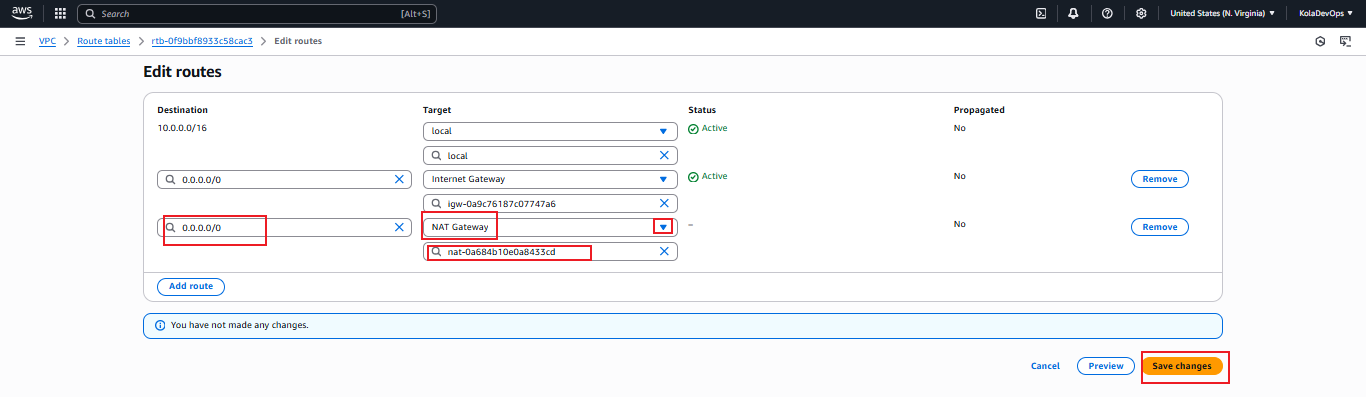 aws Search [Alt+S] United States (N. Virginia) KolaDevOps
VPC Route tables rtb-0f9bbf8933c58cac3 Edit routes
Edit routes
Destination Target Status Propagated
10.0.0.0/16 local Active No
local
0.0.0.0/0 Internet Gateway Active No Remove
igw-0a9c76187c07747a6
0.0.0.0/0 NAT Gateway – No Remove
nat-0a684b10e0a8433cd
Add route
You have not made any changes.
Cancel Preview Save changes